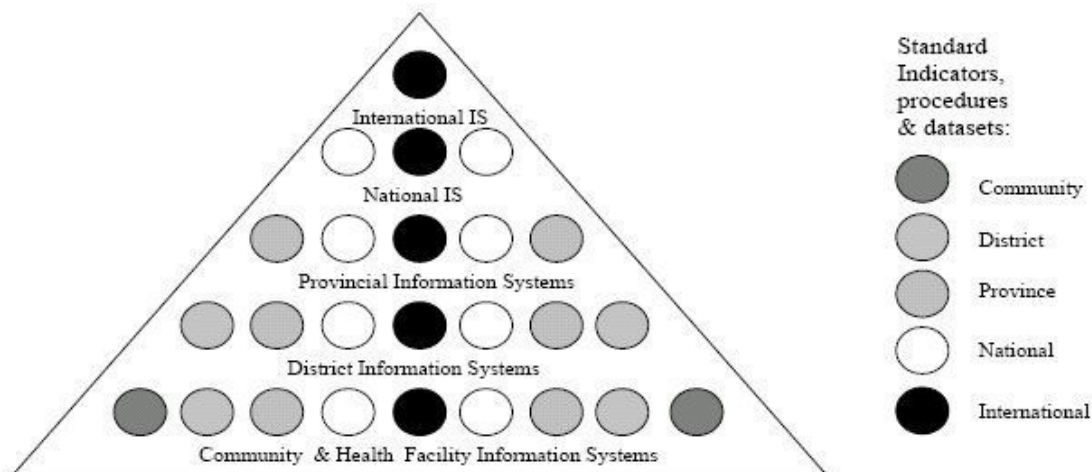 International IS
National IS
Provincial Information Systems
District Information Systems
Community & Health Facility Information Systems
Standard
Indicators,
procedures
& datasets:
Community
District
Province
National
International